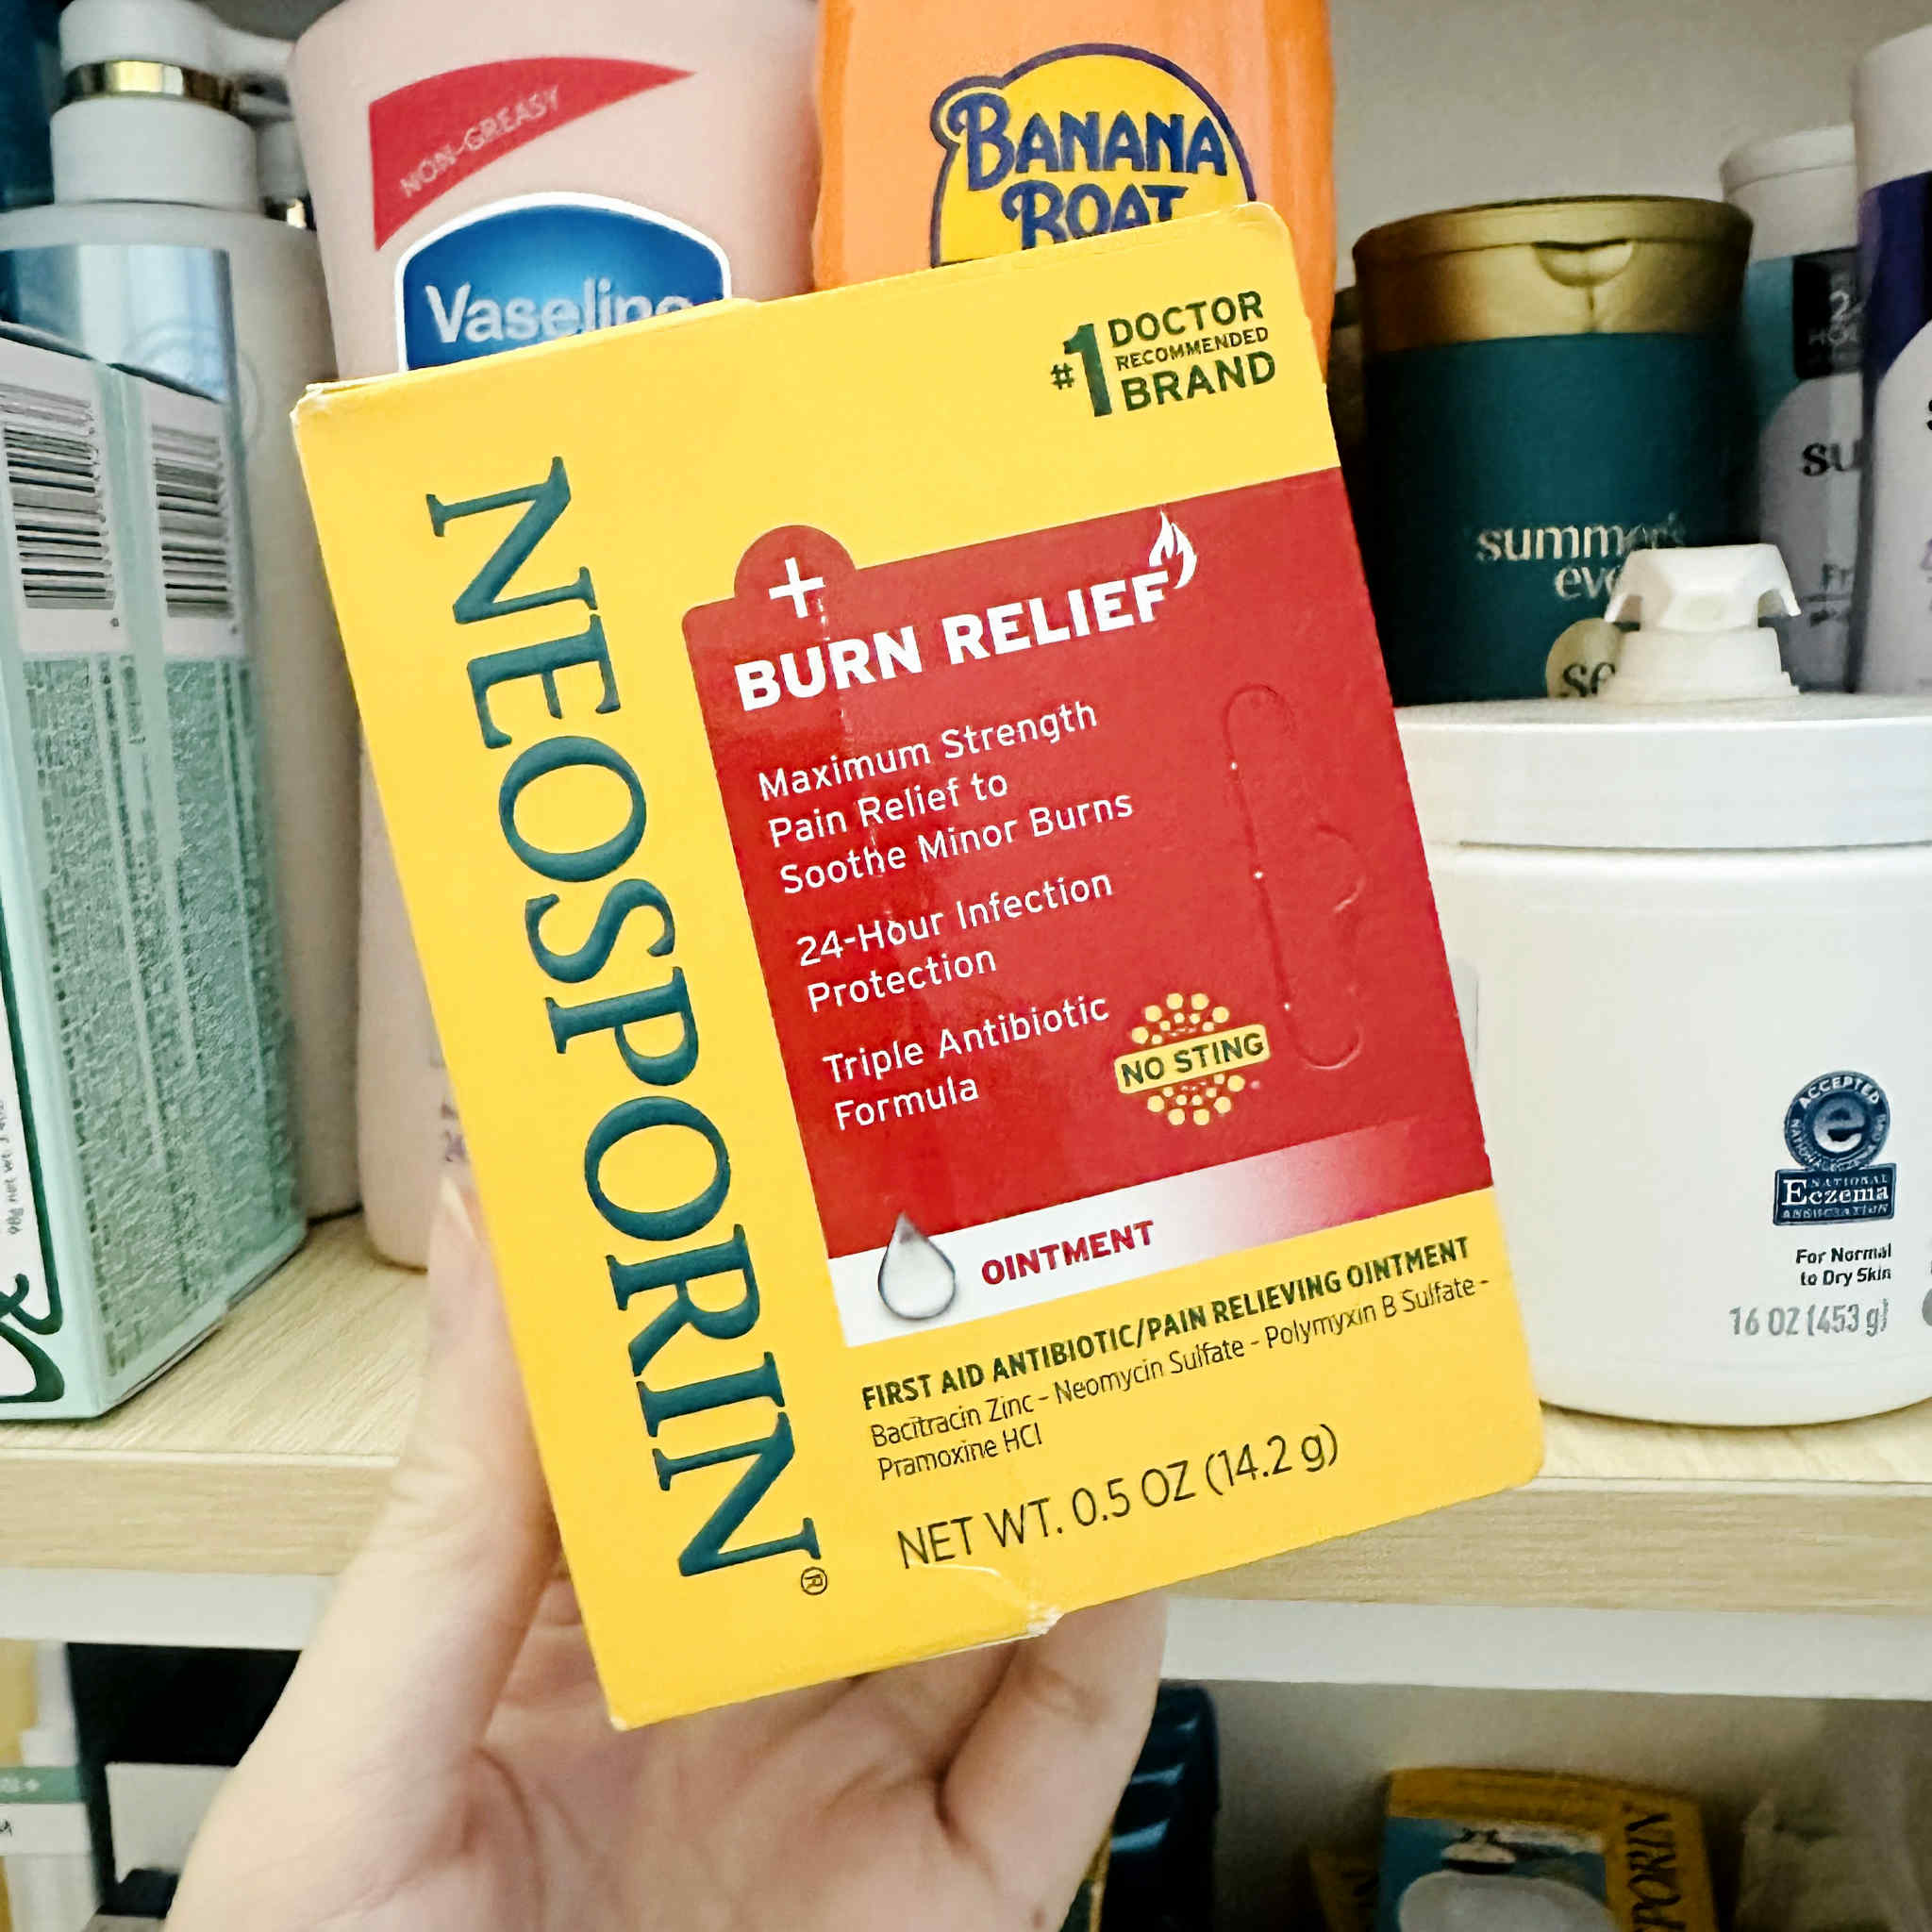 NON-GREASY
Vaseline
BANANA
BOAT
#1 DOCTOR
RECOMMENDED
BRAND
NEOSPORIN®
+
BURN RELIEF
Maximum Strength
Pain Relief to
Soothe Minor Burns
24-Hour Infection
Protection
Triple Antibiotic
Formula
NO STING
OINTMENT
FIRST AID ANTIBIOTIC/PAIN RELIEVING OINTMENT
Bacitracin Zinc - Neomycin Sulfate - Polymyxin B Sulfate -
Pramoxine HCl
NET WT. 0.5 OZ (14.2 g)
summer's
ACCEPTED
e
NATIONAL
Eczema
ASSOCIATION
For Normal
to Dry Skin
16 OZ (453 g)